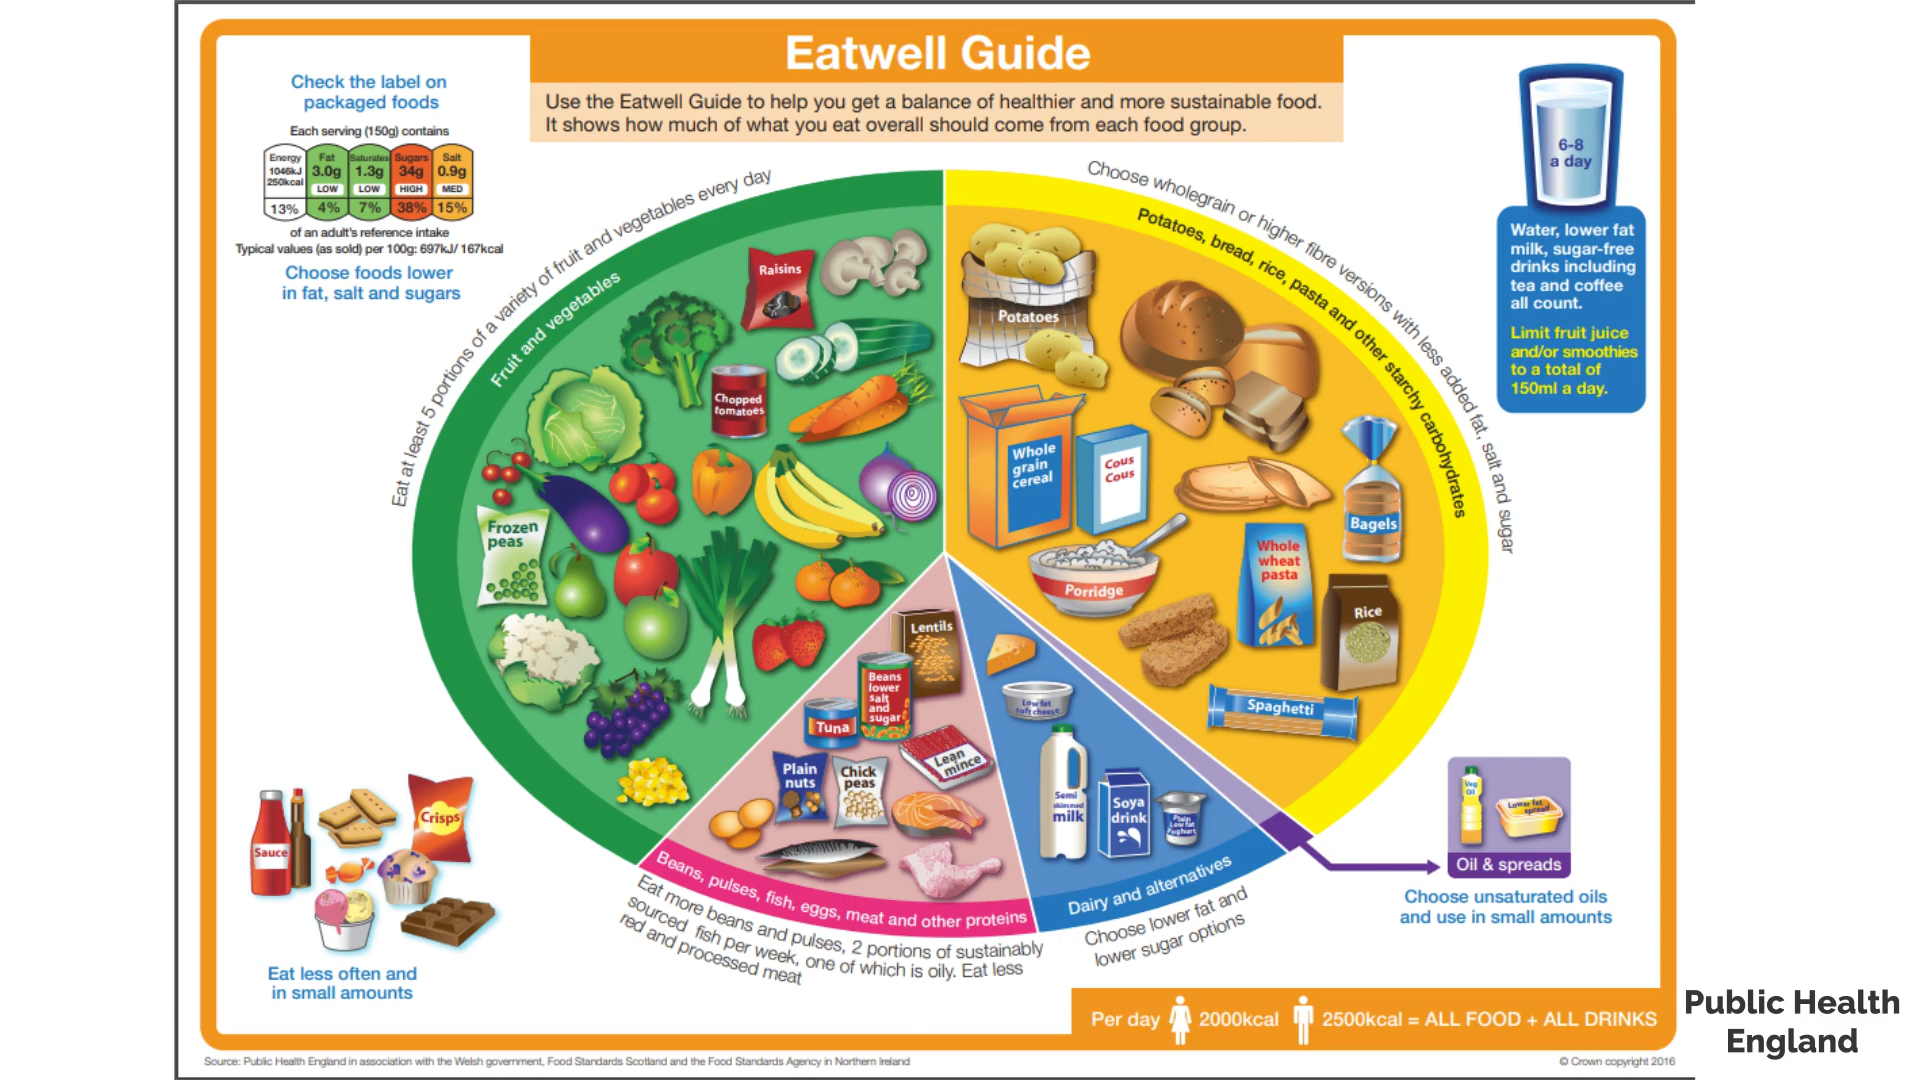 Eatwell Guide
Use the Eatwell Guide to help you get a balance of healthier and more sustainable food.
It shows how much of what you eat overall should come from each food group.
Check the label on
packaged foods
Each serving (150g) contains
Energy
1046kJ
250kcal
13%
Fat
3.0g
LOW
4%
Saturates
1.3g
LOW
7%
Sugars
34g
HIGH
38%
Salt
0.9g
MED
15%
of an adult's reference intake
Typical values (as sold) per 100g: 697kJ/ 167kcal
Choose foods lower
in fat, salt and sugars
6-8
a day
Water, lower fat
milk, sugar-free
drinks including
tea and coffee
all count.
Limit fruit juice
and/or smoothies
to a total of
150ml a day.
Eat at least 5 portions of a variety of fruit and vegetables every day
Fruit and vegetables
Raisins
Chopped
tomatoes
Frozen
peas
Choose wholegrain or higher fibre versions with less added fat, salt and sugar
Potatoes, bread, rice, pasta and other starchy carbohydrates
Potatoes
Whole
grain
cereal
Cous
Cous
Bagels
Whole
wheat
pasta
Porridge
Rice
Spaghetti
Lentils
Beans
lower
salt
and
sugar
Tuna
Plain
nuts
Chick
peas
Lean
mince
Beans, pulses, fish, eggs, meat and other proteins
Eat more beans and pulses, 2 portions of sustainably
sourced fish per week, one of which is oily. Eat less
red and processed meat
Low fat
soft cheese
Semi
skimmed
milk
Soya
drink
Plain
Low fat
Yoghurt
Dairy and alternatives
Choose lower fat and
lower sugar options
Veg
Oil
Lower fat
spread
Oil & spreads
Choose unsaturated oils
and use in small amounts
Sauce
Crisps
Eat less often and
in small amounts
Per day 2000kcal 2500kcal = ALL FOOD + ALL DRINKS
Source: Public Health England in association with the Welsh government, Food Standards Scotland and the Food Standards Agency in Northern Ireland
© Crown copyright 2016
Public Health
England